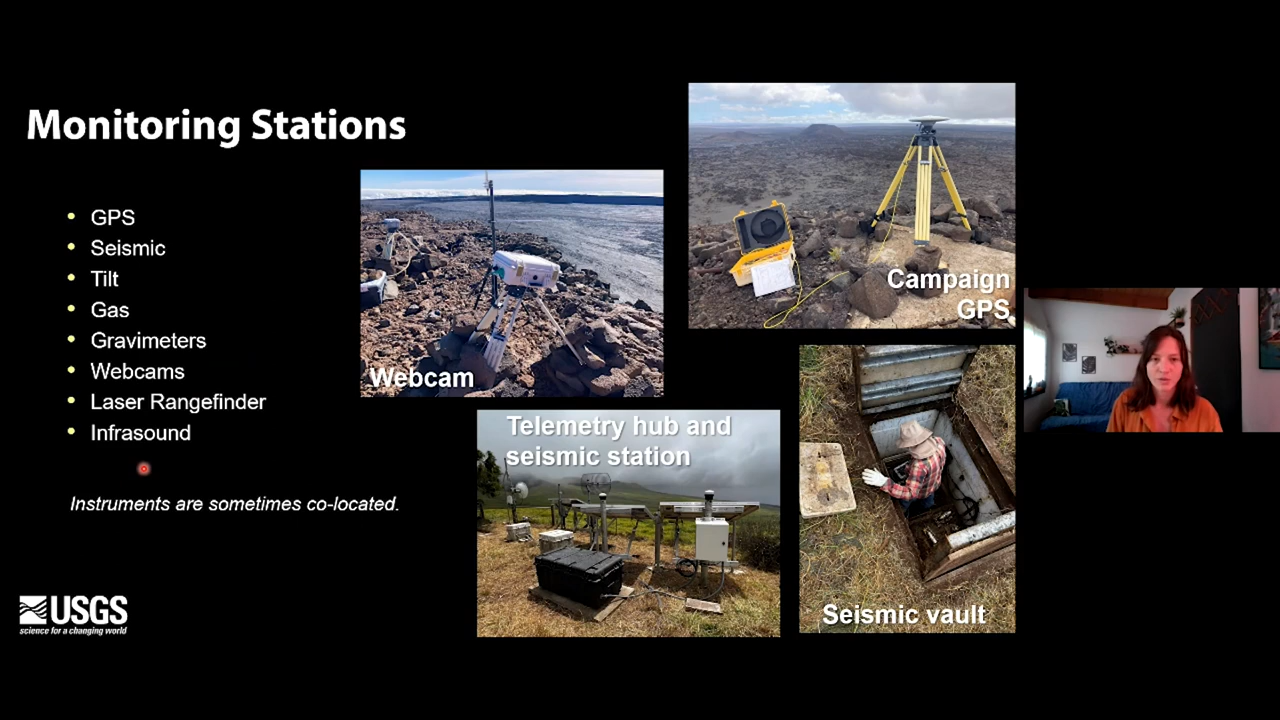 Monitoring Stations
GPS
Seismic
Tilt
Gas
Gravimeters
Webcams
Laser Rangefinder
Infrasound
Instruments are sometimes co-located.
USGS
science for a changing world
Webcam
Campaign
GPS
Telemetry hub and
seismic station
Seismic vault